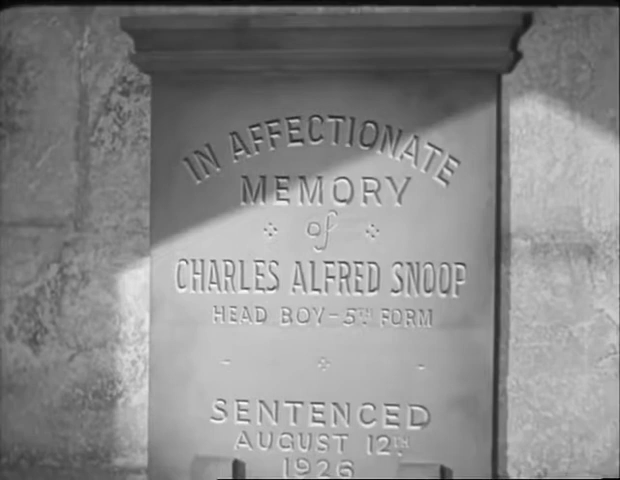 IN AFFECTIONATE
MEMORY
of
CHARLES ALFRED SNOOP
HEAD BOY - 5TH FORM
SENTENCED
AUGUST 12TH
1926